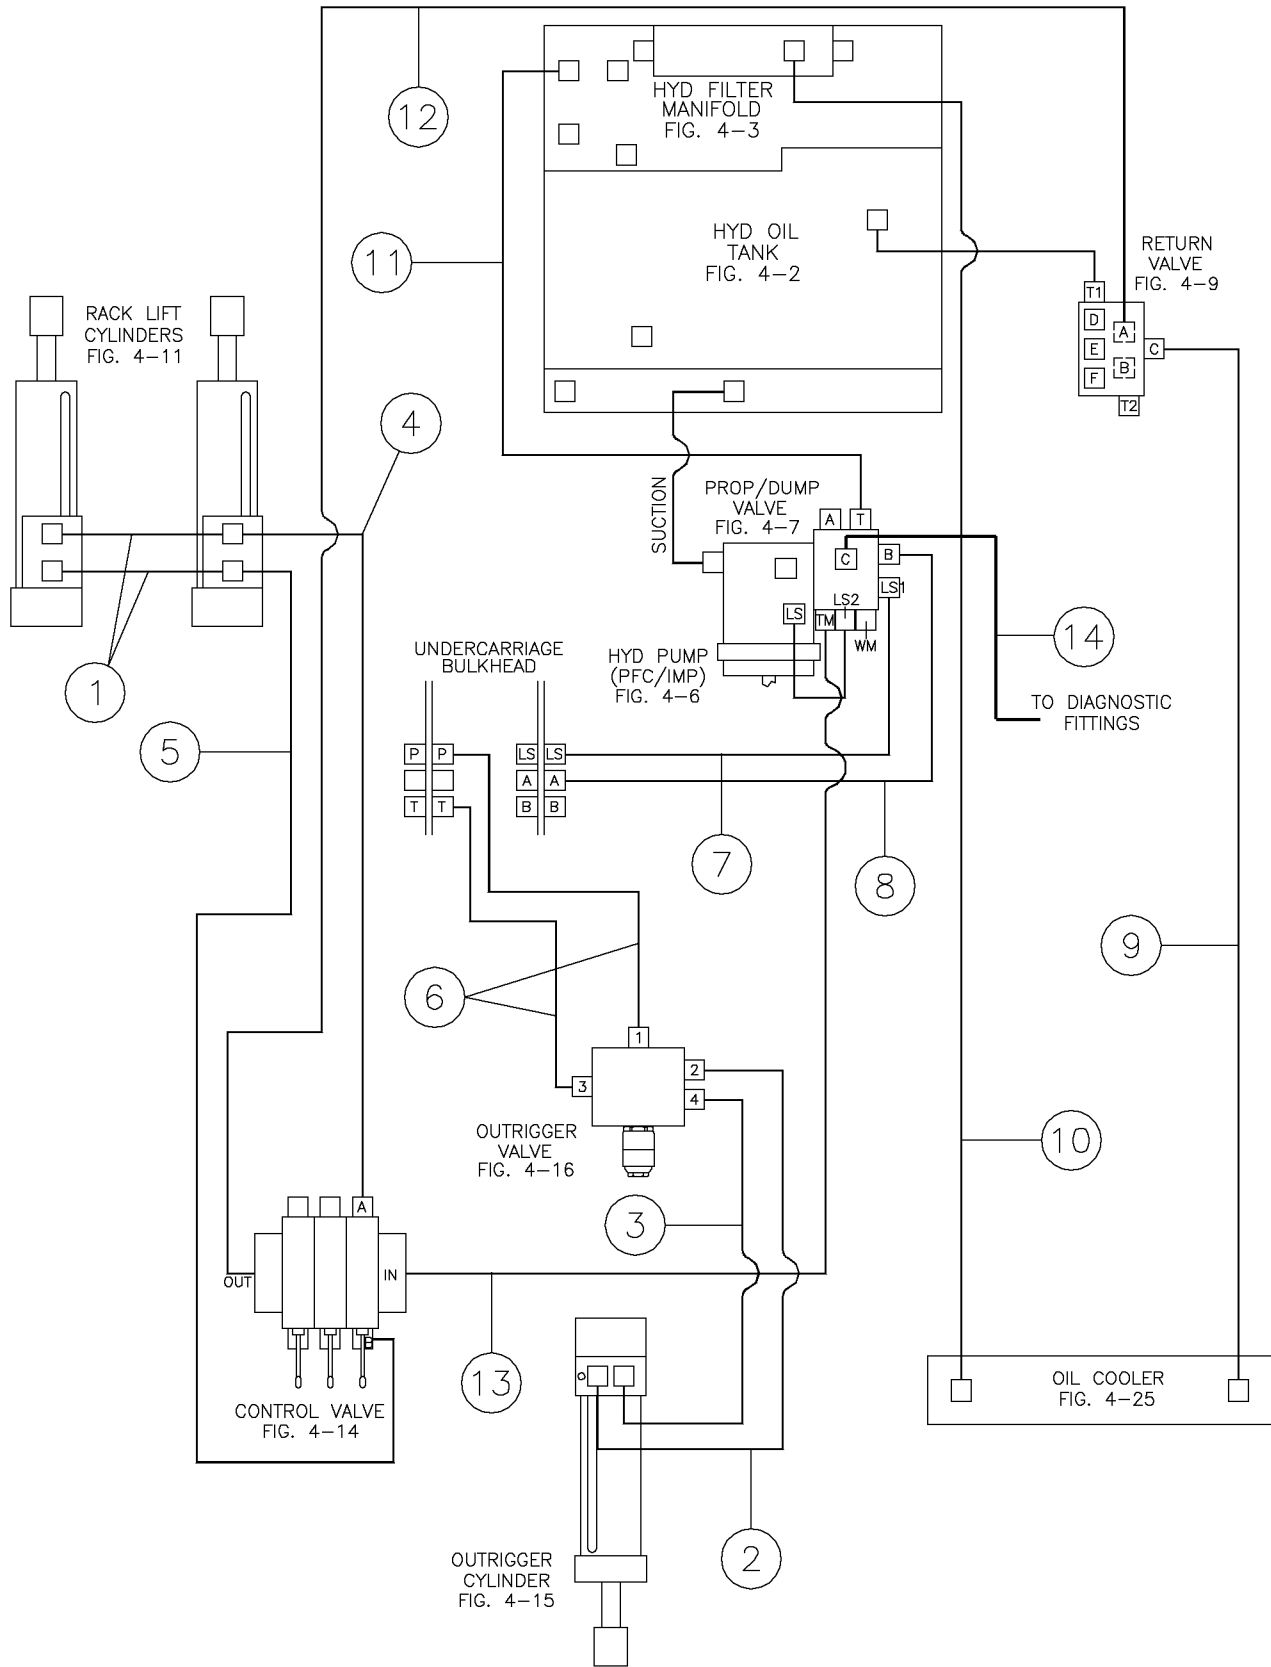 12
HYD FILTER
MANIFOLD
FIG. 4-3
11
HYD OIL
TANK
FIG. 4-2
RETURN
VALVE
FIG. 4-9
T1
D
A
E
C
B
F
T2
RACK LIFT
CYLINDERS
FIG. 4-11
4
SUCTION
PROP/DUMP
VALVE
FIG. 4-7
A
T
C
B
LS1
LS2
LS
TM
WM
14
UNDERCARRIAGE
BULKHEAD
HYD PUMP
(PFC/IMP)
FIG. 4-6
1
TO DIAGNOSTIC
FITTINGS
5
P P
LS LS
A A
T T
B B
7
8
9
6
1
2
3
4
OUTRIGGER
VALVE
FIG. 4-16
10
3
A
OUT
IN
B
13
CONTROL VALVE
FIG. 4-14
OIL COOLER
FIG. 4-25
2
OUTRIGGER
CYLINDER
FIG. 4-15